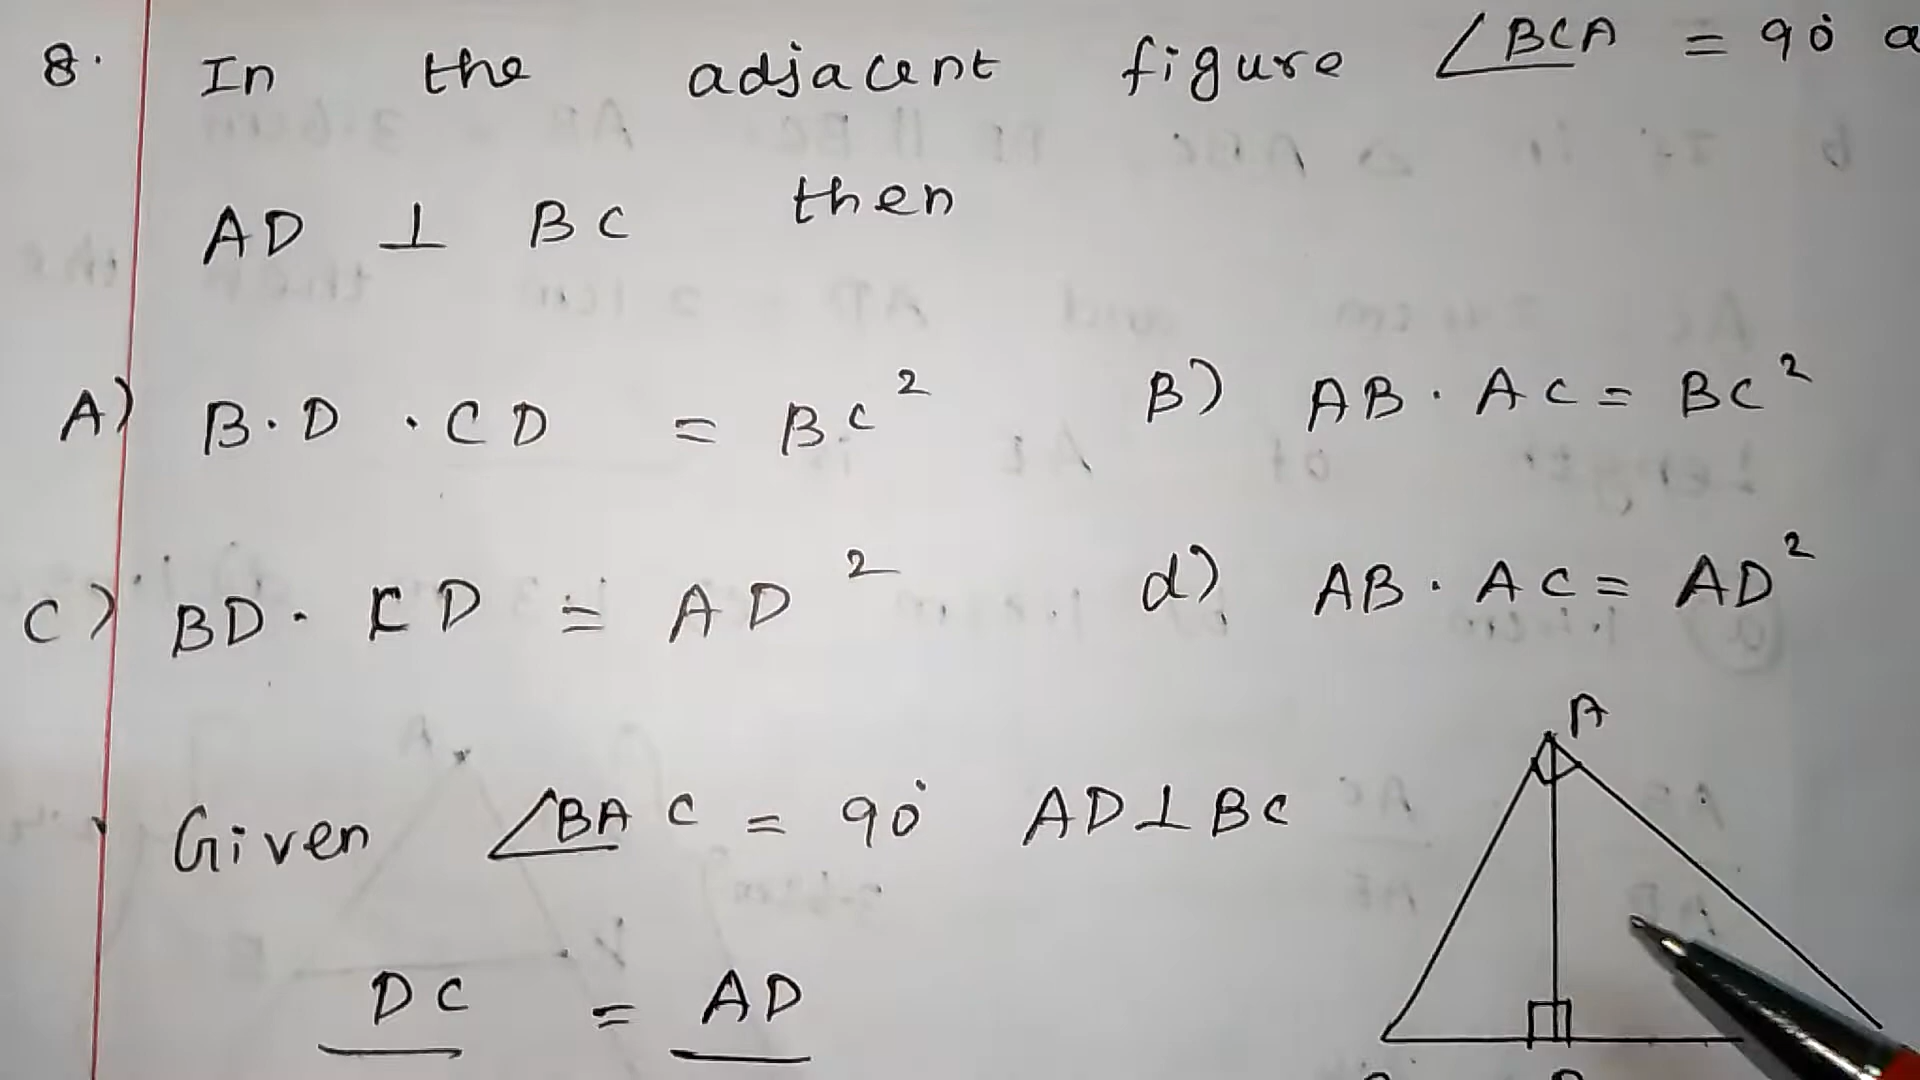 8. In the adjacent figure ∠BCA = 90° a
AD ⊥ BC then
A) B.D . CD = BC²
B) AB . AC = BC²
C) BD . CD = AD²
d) AB . AC = AD²
A
Given ∠BAC = 90° AD⊥BC
DC = AD